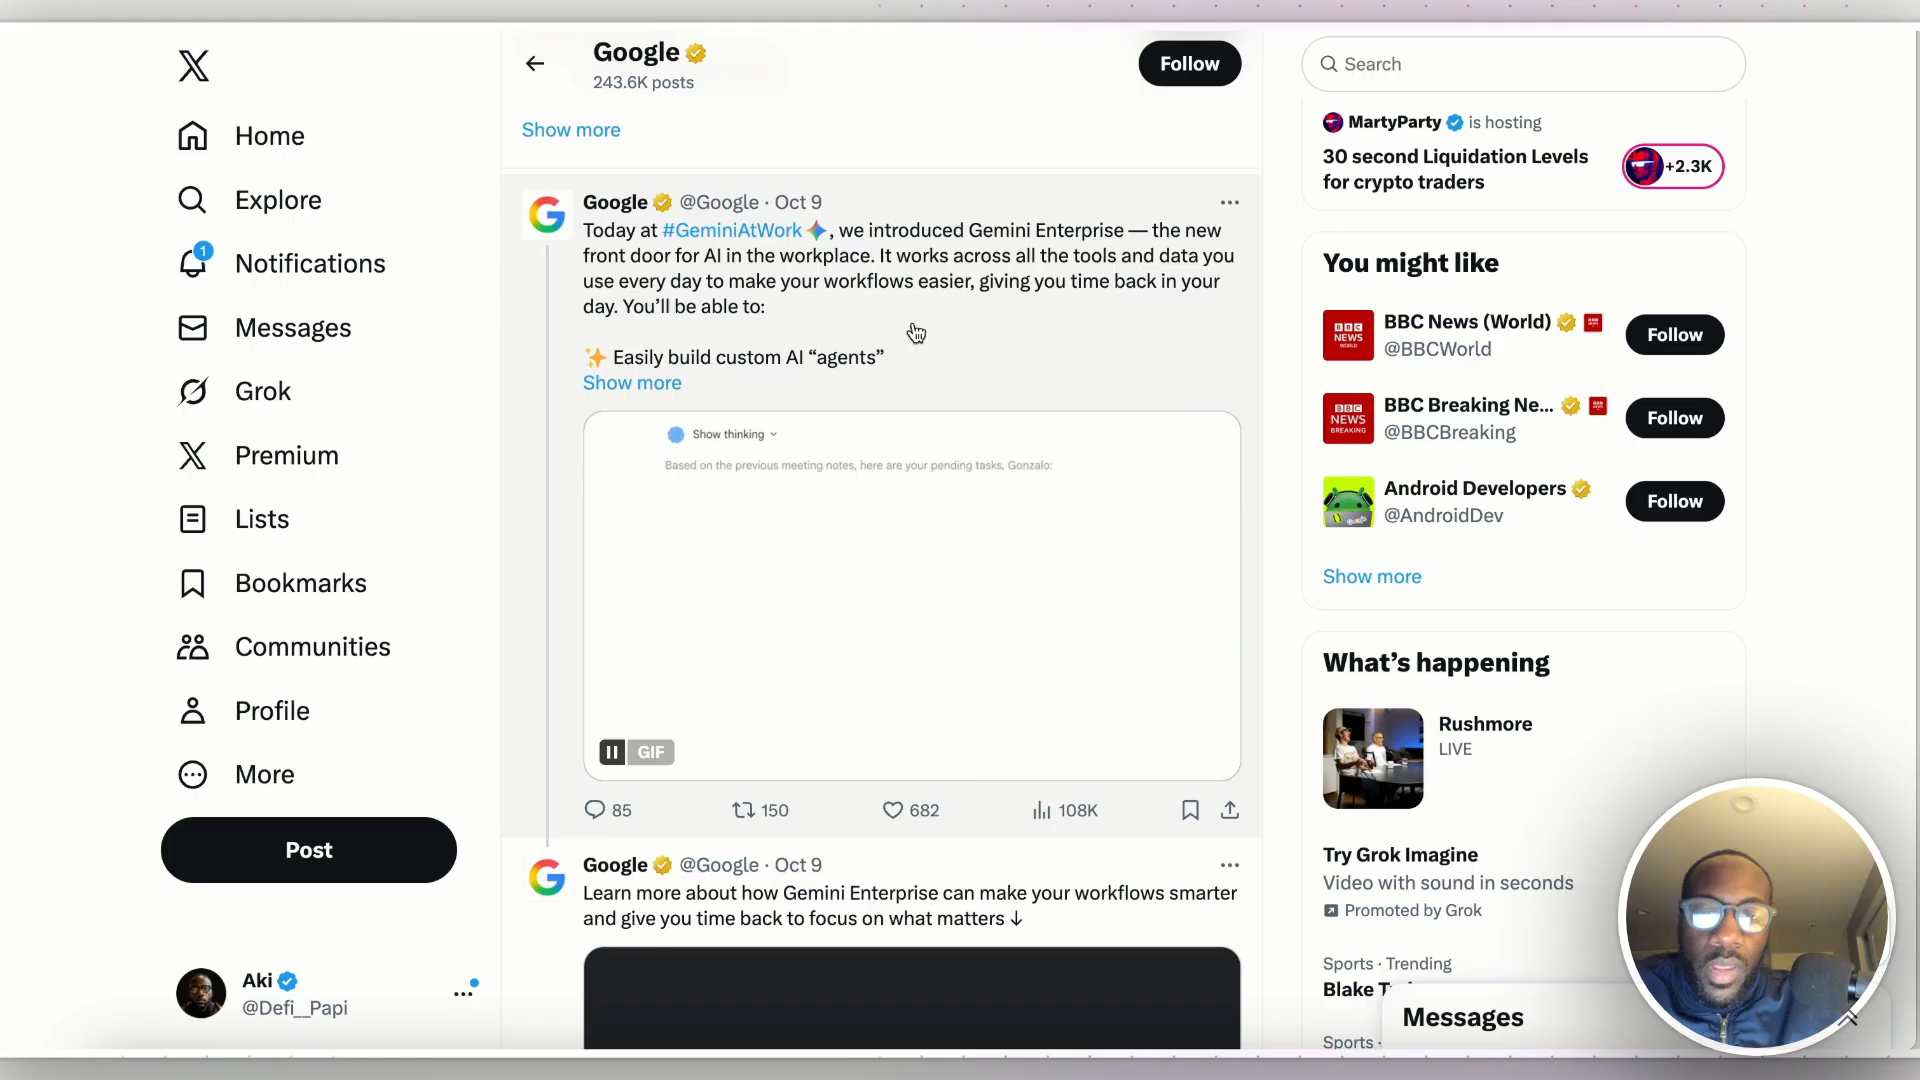 Home
Explore
1
Notifications
Messages
Grok
Premium
Lists
Bookmarks
Communities
Profile
More
Post
Aki
@Defi__Papi
Google
243.6K posts
Follow
Show more
Google @Google · Oct 9
Today at #GeminiAtWork , we introduced Gemini Enterprise — the new
front door for AI in the workplace. It works across all the tools and data you
use every day to make your workflows easier, giving you time back in your
day. You’ll be able to:
✨ Easily build custom AI “agents”
Show more
Show thinking
Based on the previous meeting notes, here are your pending tasks, Gonzalo:
GIF
85 150 682 108K
Google @Google · Oct 9
Learn more about how Gemini Enterprise can make your workflows smarter
and give you time back to focus on what matters ↓
Search
MartyParty is hosting
30 second Liquidation Levels
for crypto traders
+2.3K
You might like
BBC News (World)
@BBCWorld
Follow
BBC Breaking Ne...
@BBCBreaking
Follow
Android Developers
@AndroidDev
Follow
Show more
What’s happening
Rushmore
LIVE
Try Grok Imagine
Video with sound in seconds
Promoted by Grok
Sports · Trending
Blake
Messages
Sports ·